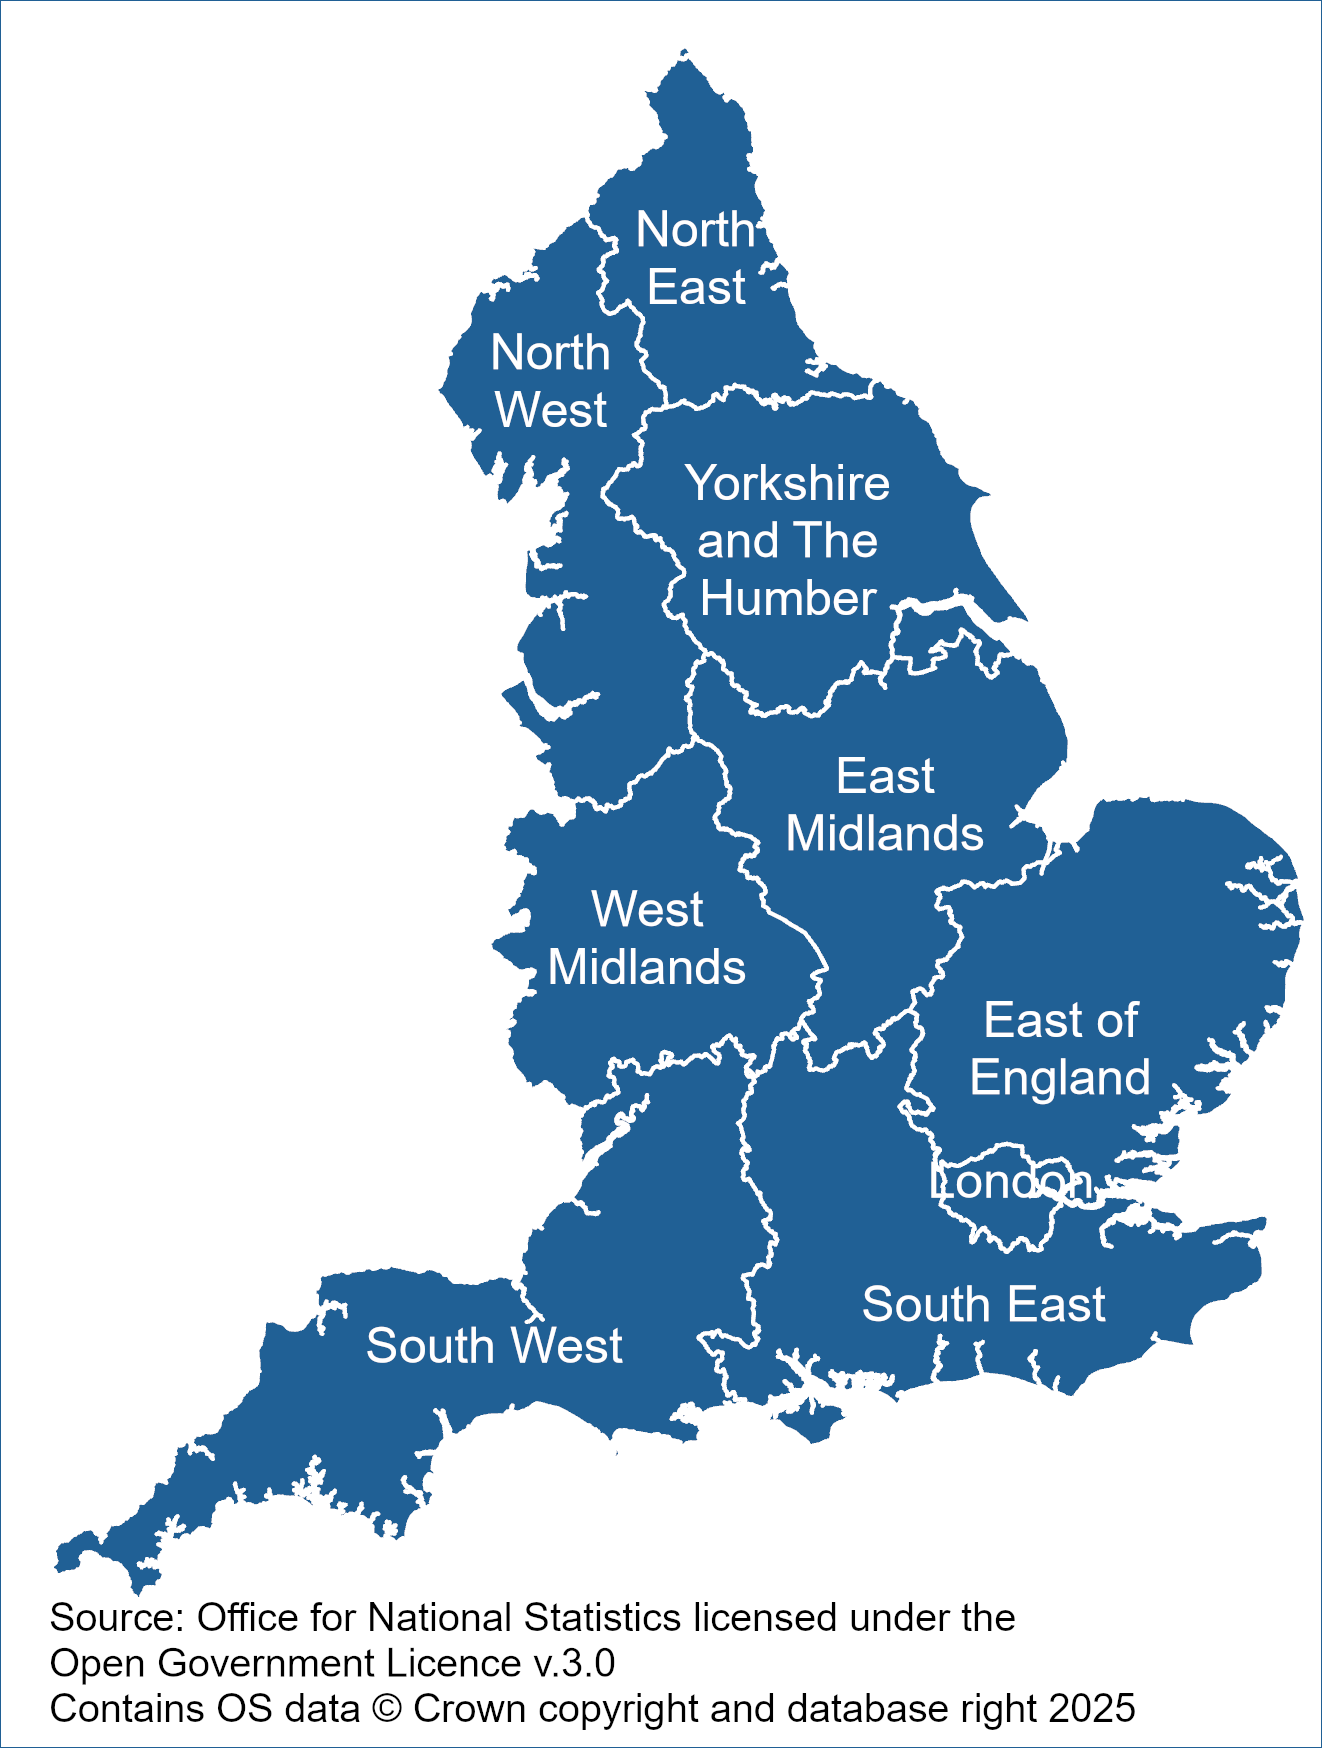 North
East
North
West
Yorkshire
and The
Humber
East
Midlands
West
Midlands
East of
England
London
South East
South West
Source: Office for National Statistics licensed under the
Open Government Licence v.3.0
Contains OS data © Crown copyright and database right 2025